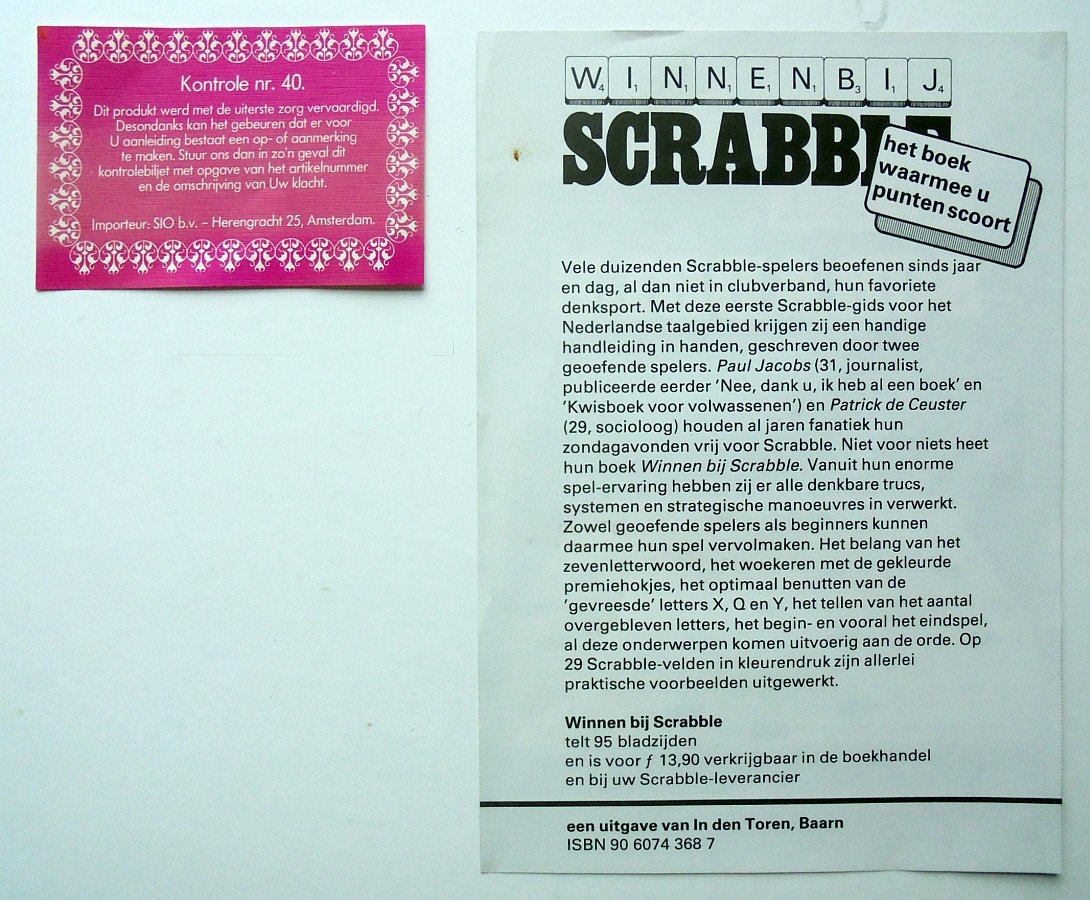 Kontrole nr. 40.
Dit produkt werd met de uiterste zorg vervaardigd.
Desondanks kan het gebeuren dat er voor
U aanleiding bestaat een op- of aanmerking
te maken. Stuur ons dan in zo'n geval dit
kontrolebiljet met opgave van het artikelnummer
en de omschrijving van Uw klacht.
Importeur: SIO b.v. – Herengracht 25, Amsterdam.
W4 I1 N1 N1 E1 N1 B3 I1 J4
SCRABBLE
het boek
waarmee u
punten scoort
Vele duizenden Scrabble-spelers beoefenen sinds jaar
en dag, al dan niet in clubverband, hun favoriete
denksport. Met deze eerste Scrabble-gids voor het
Nederlandse taalgebied krijgen zij een handige
handleiding in handen, geschreven door twee
geoefende spelers. Paul Jacobs (31, journalist,
publiceerde eerder 'Nee, dank u, ik heb al een boek' en
'Kwisboek voor volwassenen') en Patrick de Ceuster
(29, socioloog) houden al jaren fanatiek hun
zondagavonden vrij voor Scrabble. Niet voor niets heet
hun boek Winnen bij Scrabble. Vanuit hun enorme
spel-ervaring hebben zij er alle denkbare trucs,
systemen en strategische manoeuvres in verwerkt.
Zowel geoefende spelers als beginners kunnen
daarmee hun spel vervolmaken. Het belang van het
zevenletterwoord, het woekeren met de gekleurde
premiehokjes, het optimaal benutten van de
'gevreesde' letters X, Q en Y, het tellen van het aantal
overgebleven letters, het begin- en vooral het eindspel,
al deze onderwerpen komen uitvoerig aan de orde. Op
29 Scrabble-velden in kleurendruk zijn allerlei
praktische voorbeelden uitgewerkt.
Winnen bij Scrabble
telt 95 bladzijden
en is voor ƒ 13,90 verkrijgbaar in de boekhandel
en bij uw Scrabble-leverancier
een uitgave van In den Toren, Baarn
ISBN 90 6074 368 7